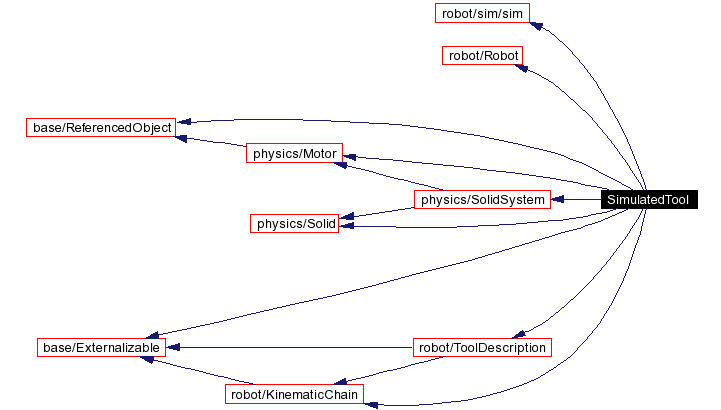 robot/sim/sim
robot/Robot
base/ReferencedObject
physics/Motor
physics/SolidSystem
SimulatedTool
physics/Solid
base/Externalizable
robot/ToolDescription
robot/KinematicChain